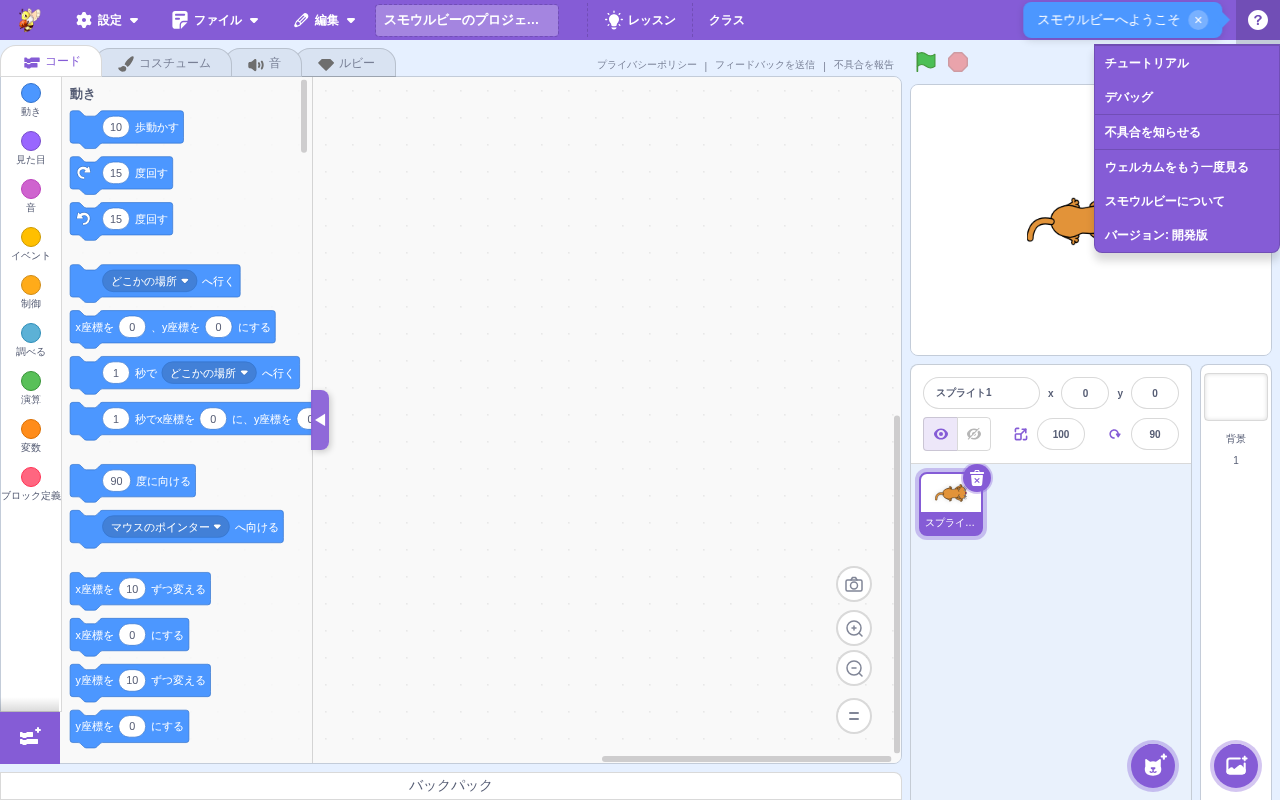 設定
ファイル
編集
スモウルビーのプロジェ…
レッスン
クラス
スモウルビーへようこそ
コード
コスチューム
音
ルビー
プライバシーポリシー | フィードバックを送信 | 不具合を報告
チュートリアル
デバッグ
不具合を知らせる
ウェルカムをもう一度見る
スモウルビーについて
バージョン: 開発版
動き
見た目
音
イベント
制御
調べる
演算
変数
ブロック定義
動き
10 歩動かす
15 度回す
15 度回す
どこかの場所 へ行く
x座標を 0 、y座標を 0 にする
1 秒で どこかの場所 へ行く
1 秒でx座標を 0 に、y座標を 0
90 度に向ける
マウスのポインター へ向ける
x座標を 10 ずつ変える
x座標を 0 にする
y座標を 10 ずつ変える
y座標を 0 にする
スプライト1 x 0 y 0
100 90
スプライ…
背景
1
バックパック